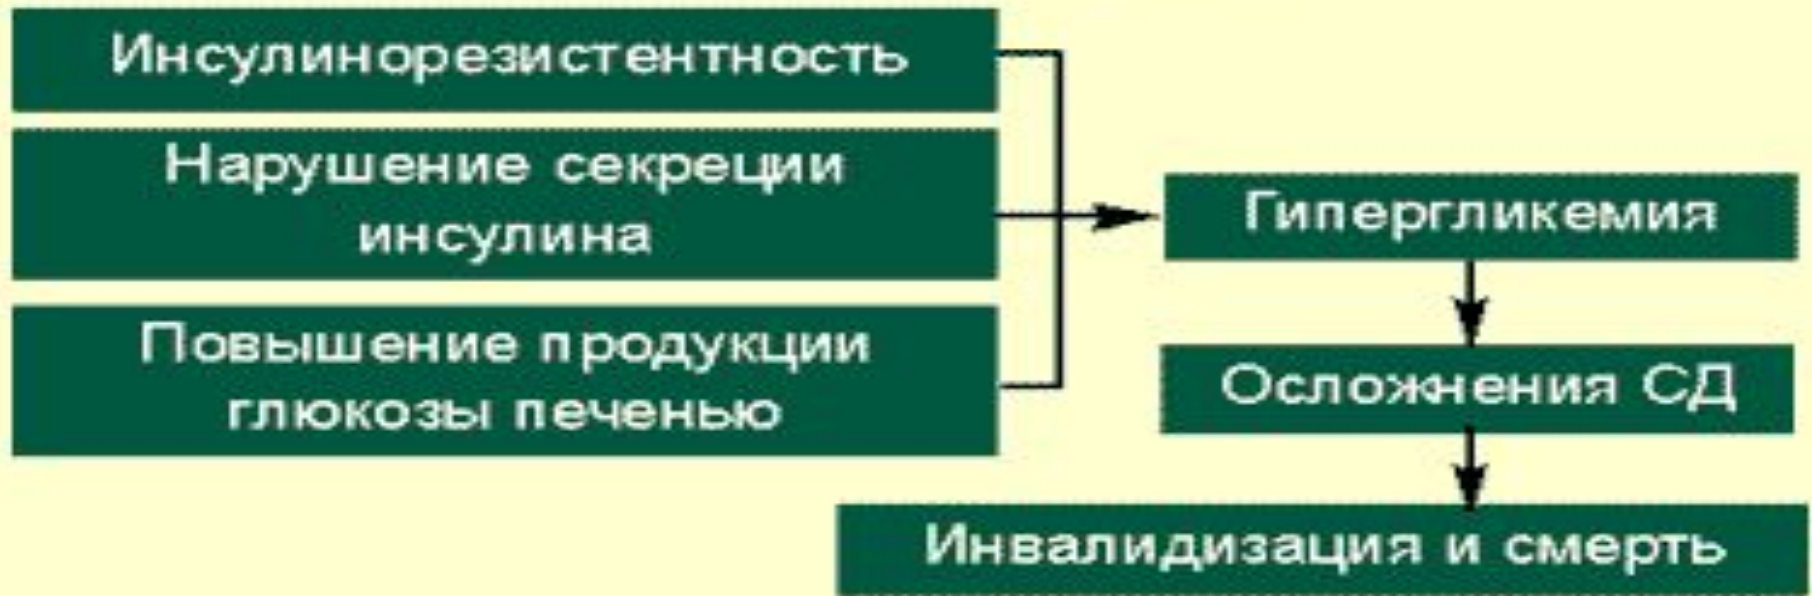 Инсулинорезистентность
Нарушение секреции
инсулина
Повышение продукции
глюкозы печенью
Гипергликемия
Осложнения СД
Инвалидизация и смерть